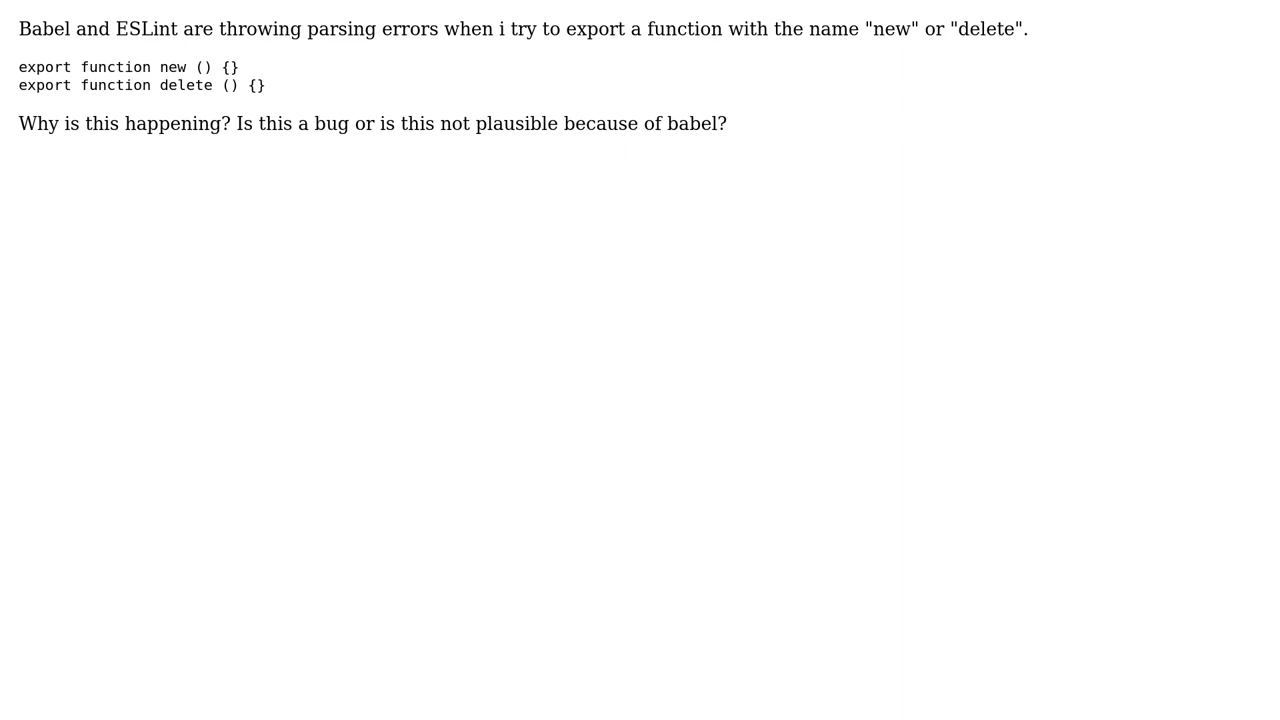 Babel and ESLint are throwing parsing errors when i try to export a function with the name "new" or "delete".
export function new () {}
export function delete () {}
Why is this happening? Is this a bug or is this not plausible because of babel?